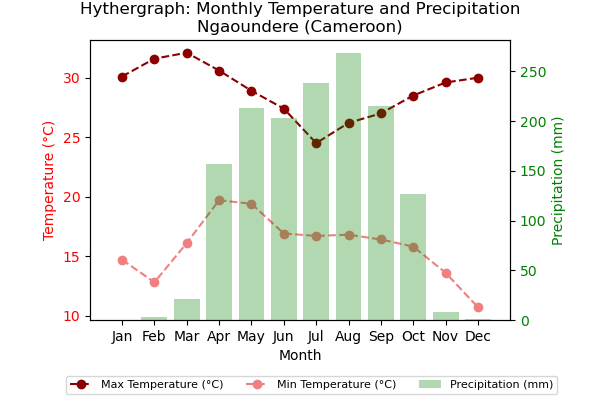 Hythergraph: Monthly Temperature and Precipitation
Ngaoundere (Cameroon)
Temperature (°C)
30
25
20
15
10
Precipitation (mm)
250
200
150
100
50
0
Jan Feb Mar Apr May Jun Jul Aug Sep Oct Nov Dec
Month
Max Temperature (°C) Min Temperature (°C) Precipitation (mm)